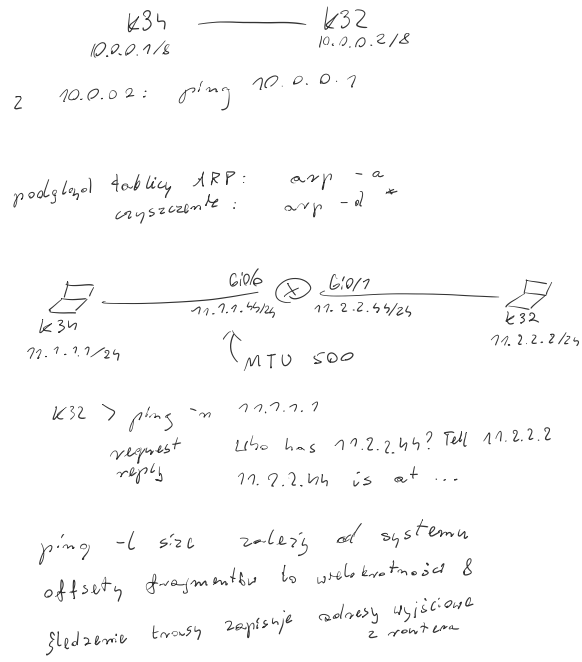 K34 K32
10.0.0.1/8 10.0.0.2/8
z 10.0.0.2: ping 10.0.0.1
podgląd tablicy ARP: arp -a
czyszczenie: arp -d *
Gi0/0 Gi0/1
11.1.1.44/24 11.2.2.44/24
K34 K32
11.1.1.1/24 11.2.2.2/24
MTU 500
K32 > ping -n 11.1.1.1
request Who has 11.2.2.44? Tell 11.2.2.2
reply 11.2.2.44 is at ...
ping -l size zależy od systemu
offsety fragmentów to wielokrotności 8
śledzenie trasy zapisuje adresy wyjściowe
z routera